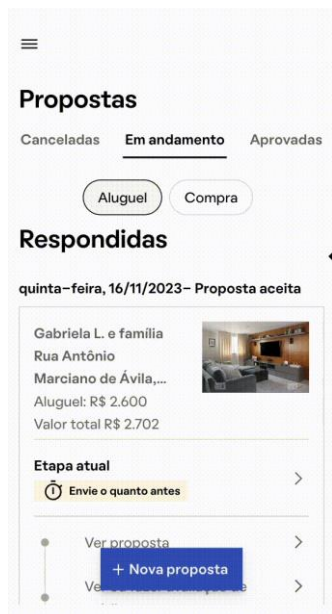 Propostas
Canceladas Em andamento Aprovadas
Aluguel Compra
Respondidas
quinta-feira, 16/11/2023- Proposta aceita
Gabriela L. e família
Rua Antônio
Marciano de Ávila,...
Aluguel: R$ 2.600
Valor total R$ 2.702
Etapa atual
Envie o quanto antes
Ver proposta
+ Nova proposta